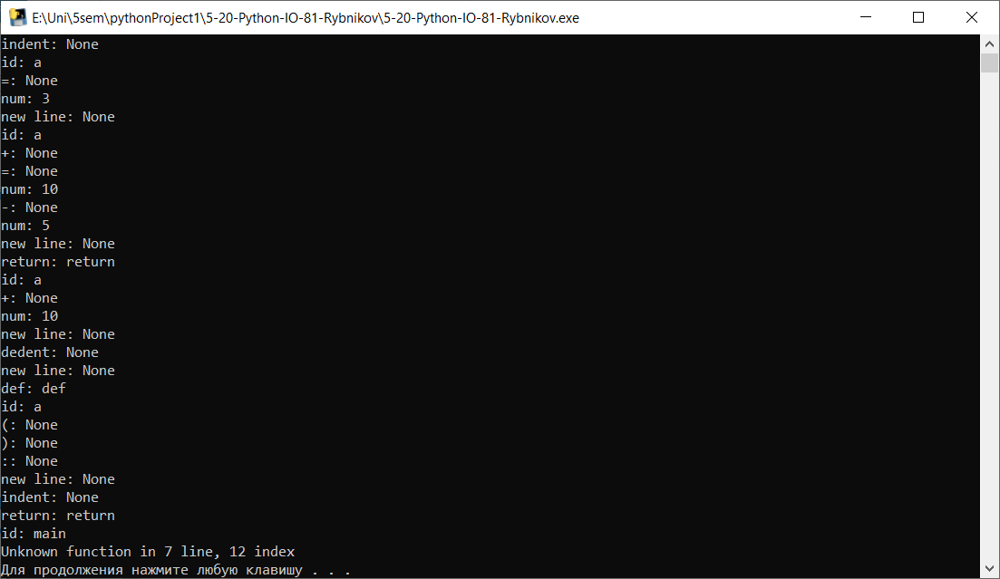 E:\Uni\5sem\pythonProject1\5-20-Python-IO-81-Rybnikov\5-20-Python-IO-81-Rybnikov.exe
indent: None
id: a
=: None
num: 3
new line: None
id: a
+: None
=: None
num: 10
-: None
num: 5
new line: None
return: return
id: a
+: None
num: 10
new line: None
dedent: None
new line: None
def: def
id: a
(: None
): None
:: None
new line: None
indent: None
return: return
id: main
Unknown function in 7 line, 12 index
Для продолжения нажмите любую клавишу . . .